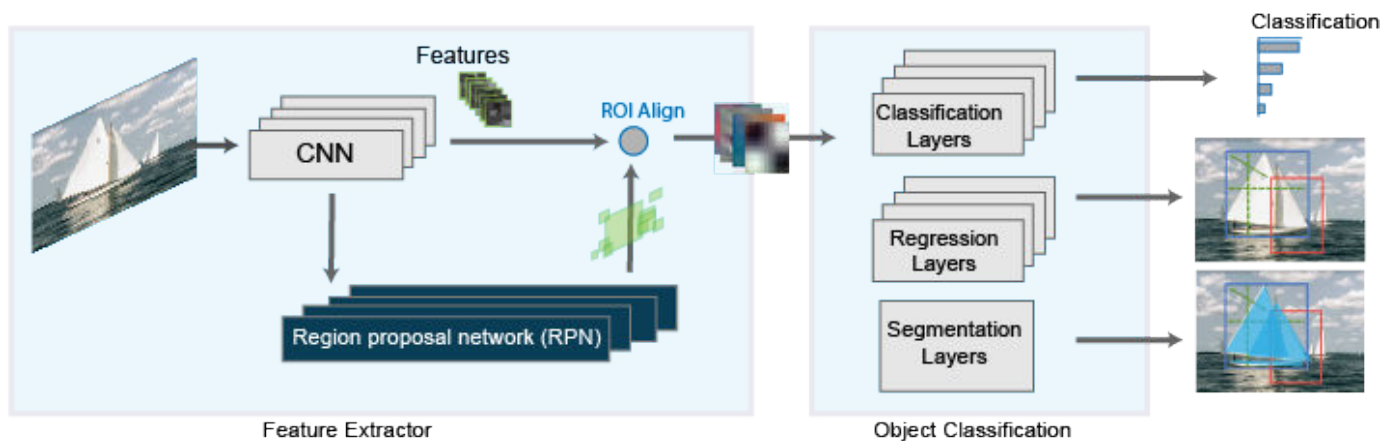 Classification
Features
ROI Align
CNN
Classification
Layers
Regression
Layers
Region proposal network (RPN)
Segmentation
Layers
Feature Extractor
Object Classification